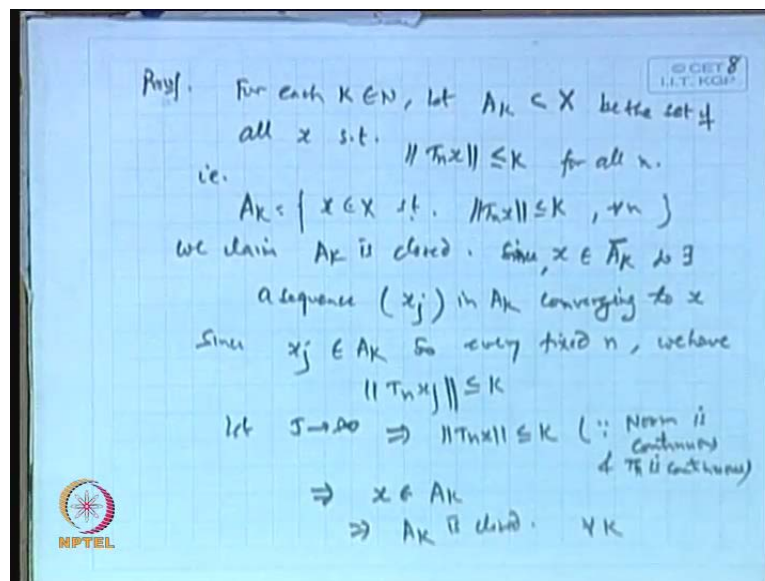 © CET 8
I.I.T. KGP
Proof. For each K ∈ N, let A_K ⊂ X be the set of
all x s.t. ||T_n x|| ≤ K for all n.
i.e.
A_K = { x ∈ X st. ||T_n x|| ≤ K , ∀n }
we claim A_K is closed. Since, x ∈ Ā_K so ∃
a sequence (x_j) in A_K converging to x
Since x_j ∈ A_K so every fixed n, we have
||T_n x_j|| ≤ K
let J → ∞ ⇒ ||T_n x|| ≤ K (∵ Norm is
continuous
& T_n is continuous)
⇒ x ∈ A_K
⇒ A_K is closed. ∀K
NPTEL